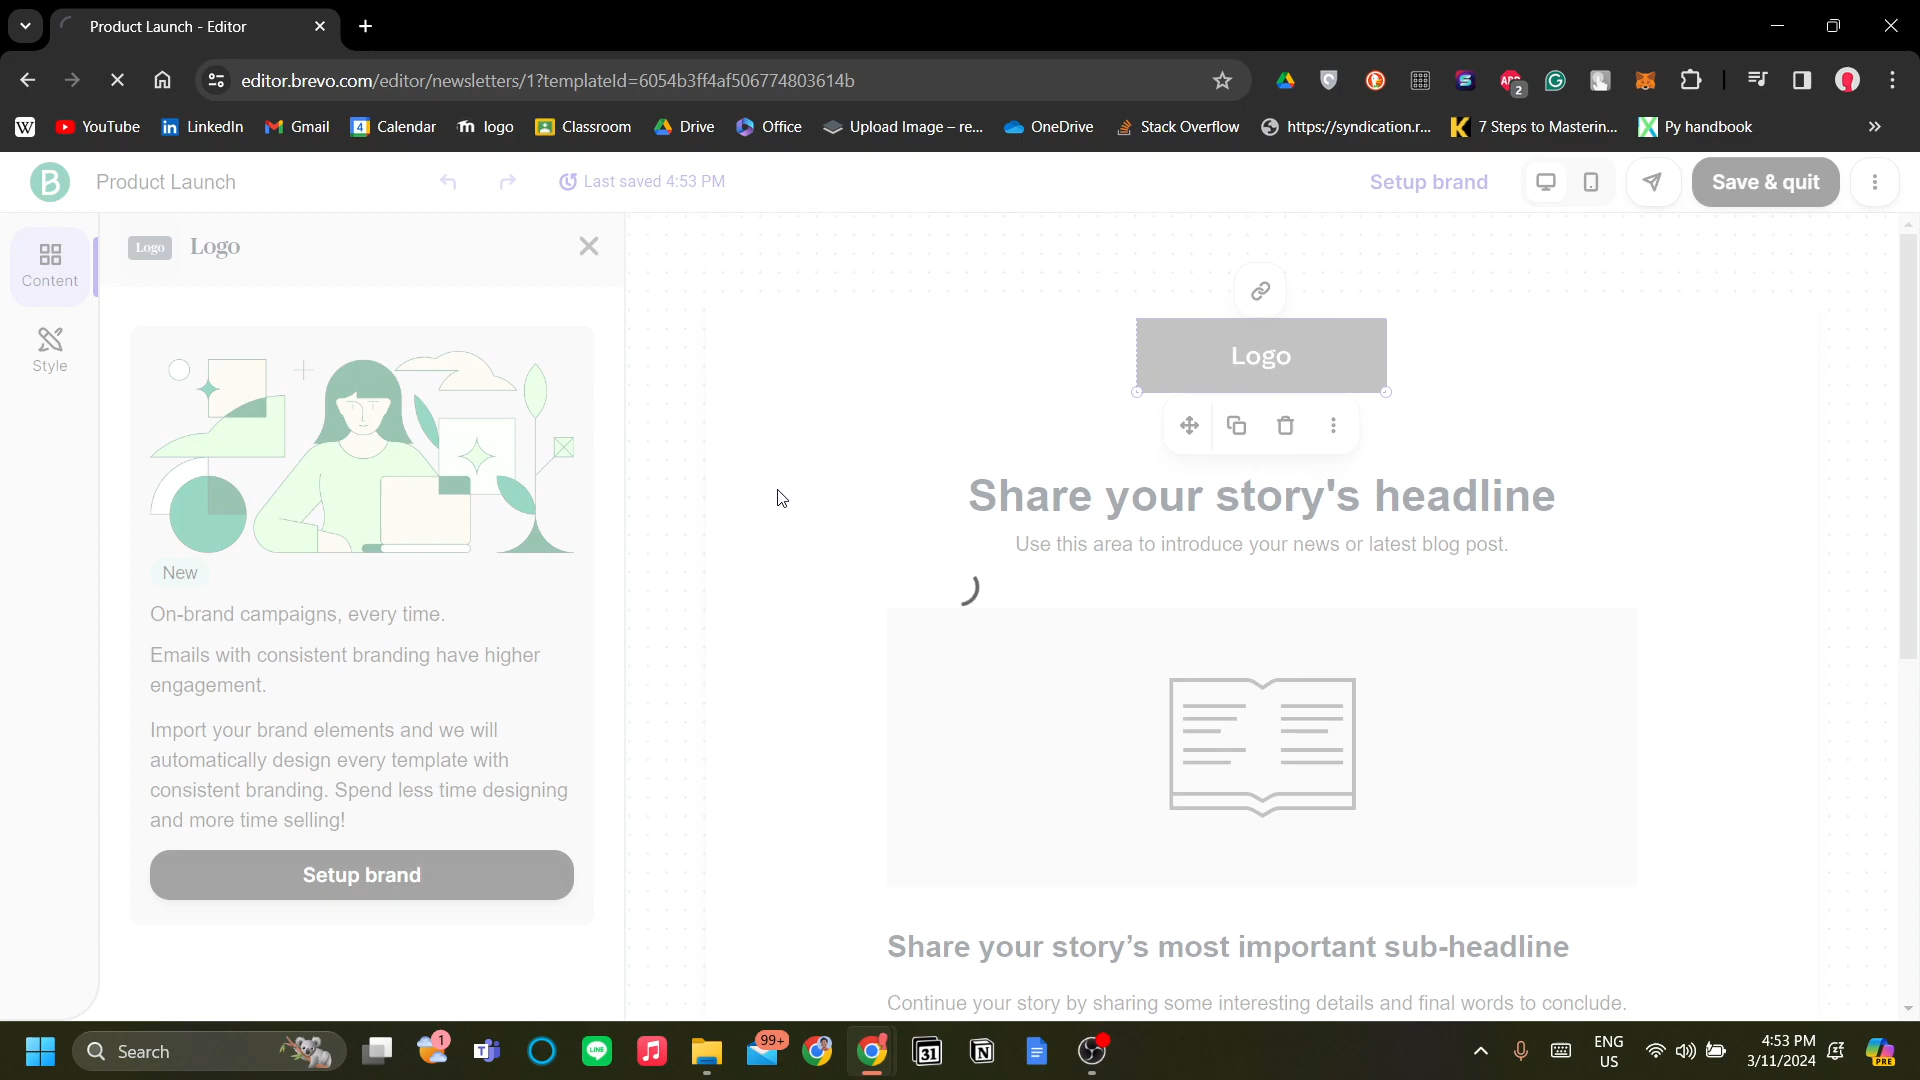 Product Launch - Editor
editor.brevo.com/editor/newsletters/1?templateId=6054b3ff4af506774803614b
2
W YouTube LinkedIn Gmail 4 Calendar logo Classroom Drive Office Upload Image – re... OneDrive Stack Overflow https://syndication.r... 7 Steps to Masterin... Py handbook
B Product Launch Last saved 4:53 PM Setup brand Save & quit
Content
Style
Logo Logo
New
On-brand campaigns, every time.
Emails with consistent branding have higher
engagement.
Import your brand elements and we will
automatically design every template with
consistent branding. Spend less time designing
and more time selling!
Setup brand
Logo
Share your story's headline
Use this area to introduce your news or latest blog post.
Share your story’s most important sub-headline
Continue your story by sharing some interesting details and final words to conclude.
Search 1 LINE 99+ 31 ENG
US
4:53 PM
3/11/2024
PRE